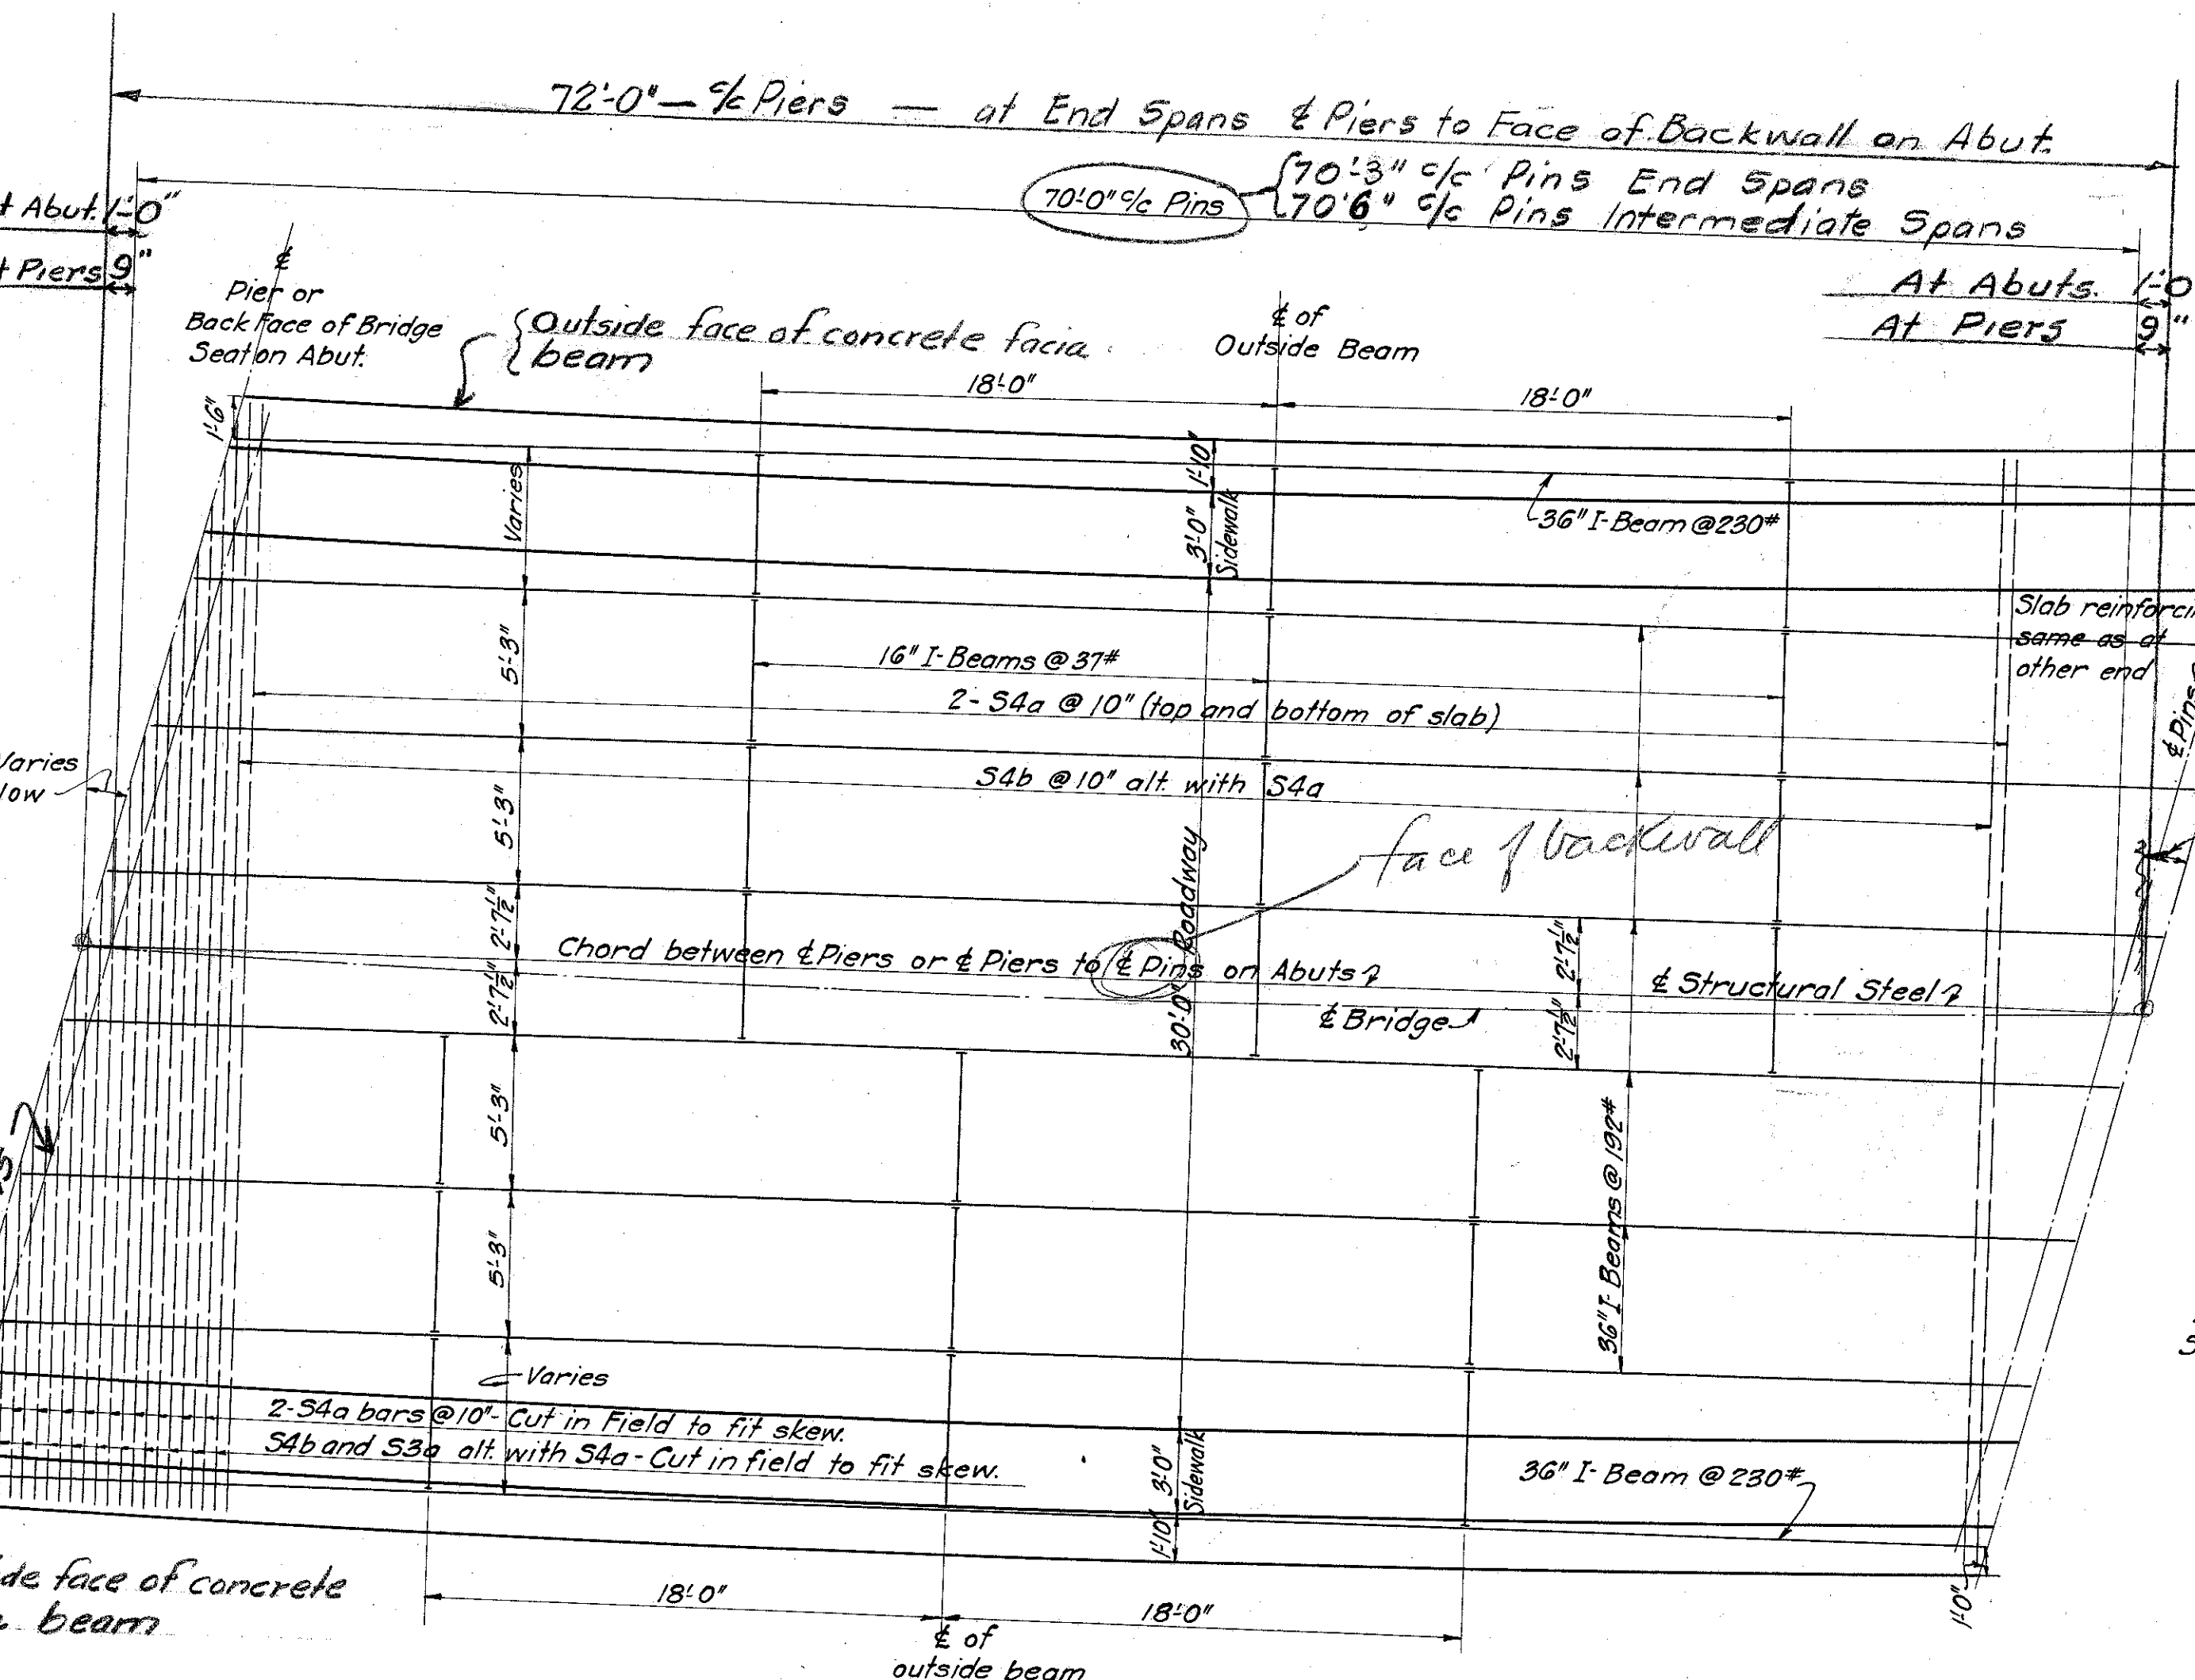 72'-0" — c/c Piers — at End Spans ℄ Piers to Face of Backwall on Abut.
70'-0" c/c Pins
70'-3" c/c Pins End Spans
70'6" c/c Pins Intermediate Spans
t Abut. 1'-0"
t Piers 9"
At Abuts. 1'-0
At Piers 9"
℄
Pier or
Back Face of Bridge
Seat on Abut.
Outside face of concrete facia
beam
℄ of
Outside Beam
18'-0"
18'-0"
1'-6"
Varies
1'-10"
3'-0"
Sidewalk
36" I-Beam @ 230#
5'-3"
16" I-Beams @ 37#
2- S4a @ 10" (top and bottom of slab)
Slab reinforcin
same as at
other end
℄ Pins
S4b @ 10" alt. with S4a
Varies
low
5'-3"
face of backwall
30'-0" Roadway
2'-7½"
2'-7½"
Chord between ℄ Piers or ℄ Piers to ℄ Pins on Abuts
℄ Bridge
2'-7½"
2'-7½"
℄ Structural Steel
5'-3"
5'-3"
36" I-Beams @ 192#
Varies
2-S4a bars @ 10" - Cut in Field to fit skew.
S4b and S3a alt. with S4a - Cut in field to fit skew.
3'-0"
Sidewalk
1'-10"
36" I-Beam @ 230#
1'-0"
de face of concrete
beam
18'-0"
18'-0"
℄ of
outside beam